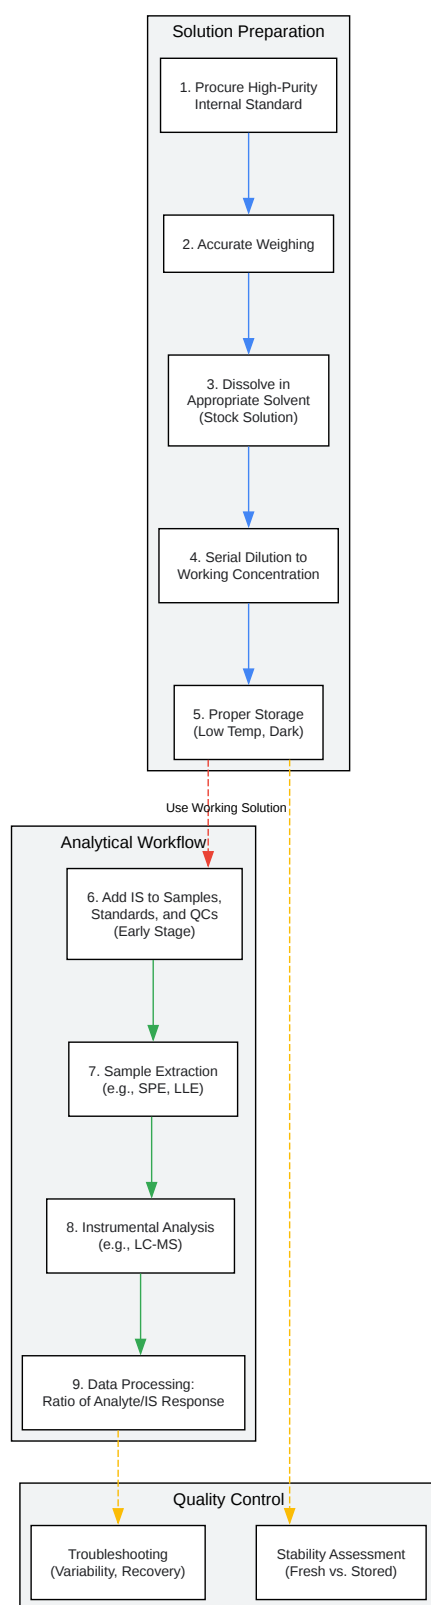 Solution Preparation
1. Procure High-Purity
Internal Standard
2. Accurate Weighing
3. Dissolve in
Appropriate Solvent
(Stock Solution)
4. Serial Dilution to
Working Concentration
5. Proper Storage
(Low Temp, Dark)
Use Working Solution
Analytical Workflow
6. Add IS to Samples,
Standards, and QCs
(Early Stage)
7. Sample Extraction
(e.g., SPE, LLE)
8. Instrumental Analysis
(e.g., LC-MS)
9. Data Processing:
Ratio of Analyte/IS Response
Quality Control
Troubleshooting
(Variability, Recovery)
Stability Assessment
(Fresh vs. Stored)